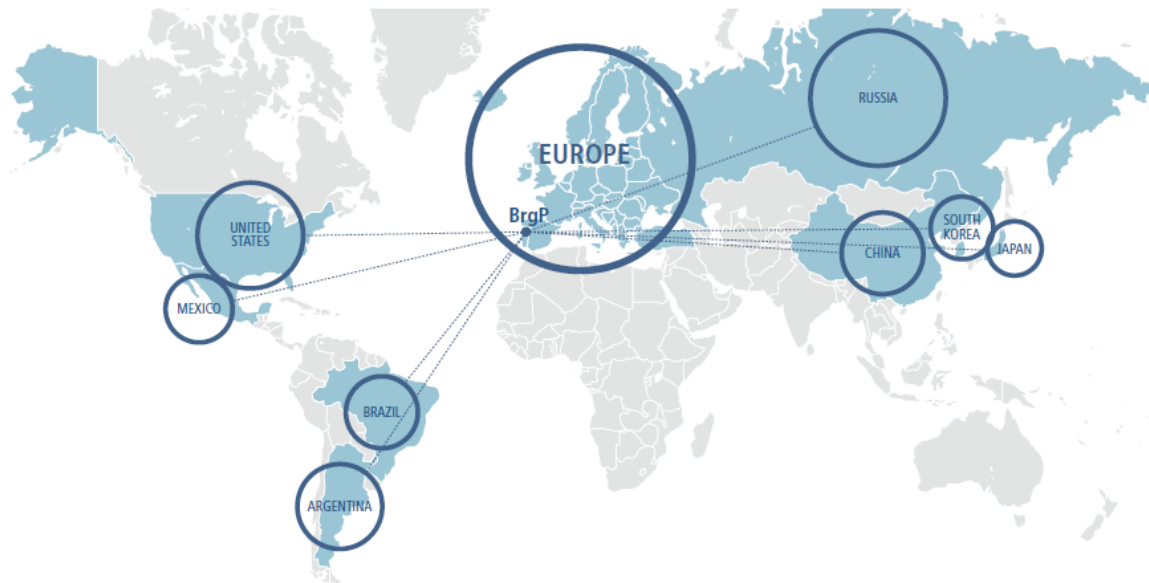 RUSSIA
EUROPE
BrgP
UNITED
STATES
SOUTH
KOREA
CHINA
JAPAN
MEXICO
BRAZIL
ARGENTINA